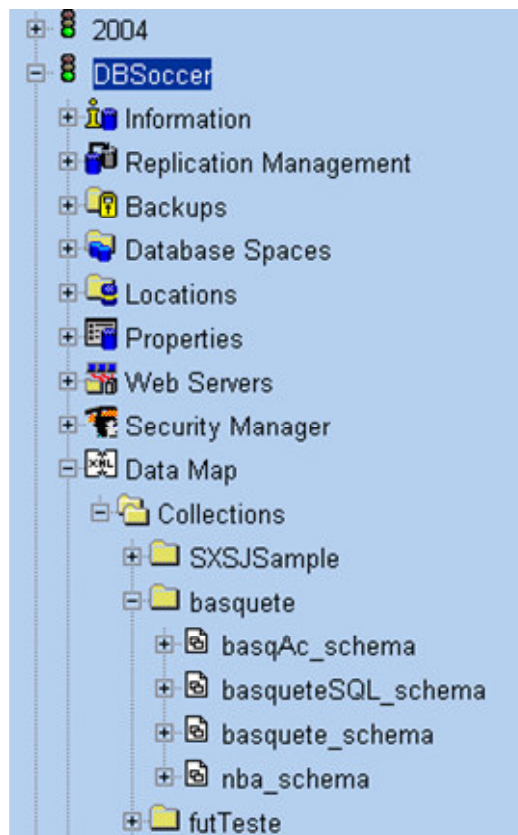 2004
DBSoccer
Information
Replication Management
Backups
Database Spaces
Locations
Properties
Web Servers
Security Manager
XML Data Map
Collections
SXSJSample
basquete
basqAc_schema
basqueteSQL_schema
basquete_schema
nba_schema
futTeste